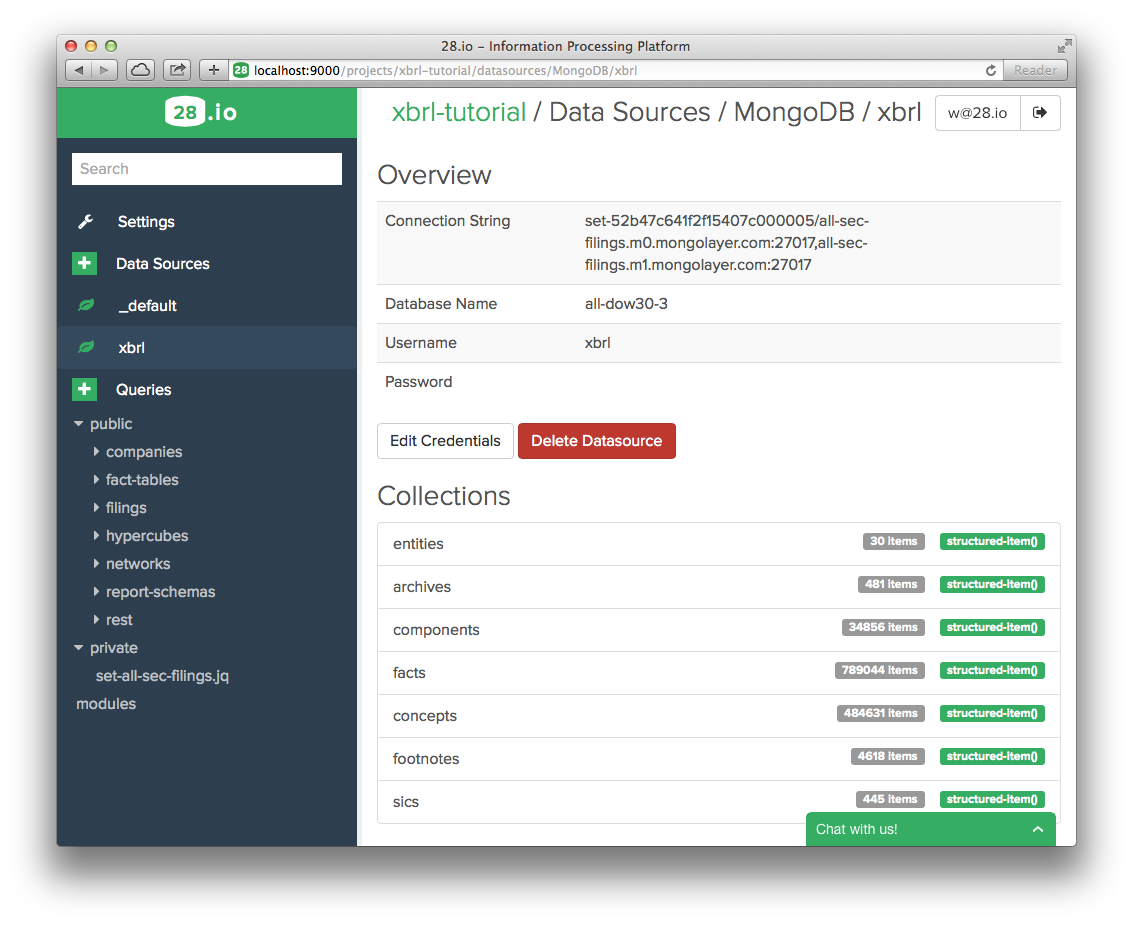 28.io – Information Processing Platform
28 localhost:9000/projects/xbrl-tutorial/datasources/MongoDB/xbrl
Reader
28 .io
Search
Settings
Data Sources
_default
xbrl
Queries
public
companies
fact-tables
filings
hypercubes
networks
report-schemas
rest
private
set-all-sec-filings.jq
modules
xbrl-tutorial / Data Sources / MongoDB / xbrl
w@28.io
Overview
Connection String
set-52b47c641f2f15407c000005/all-sec-
filings.m0.mongolayer.com:27017,all-sec-
filings.m1.mongolayer.com:27017
Database Name all-dow30-3
Username xbrl
Password
Edit Credentials Delete Datasource
Collections
entities 30 items structured-item()
archives 481 items structured-item()
components 34856 items structured-item()
facts 789044 items structured-item()
concepts 484631 items structured-item()
footnotes 4618 items structured-item()
sics 445 items structured-item()
Chat with us!